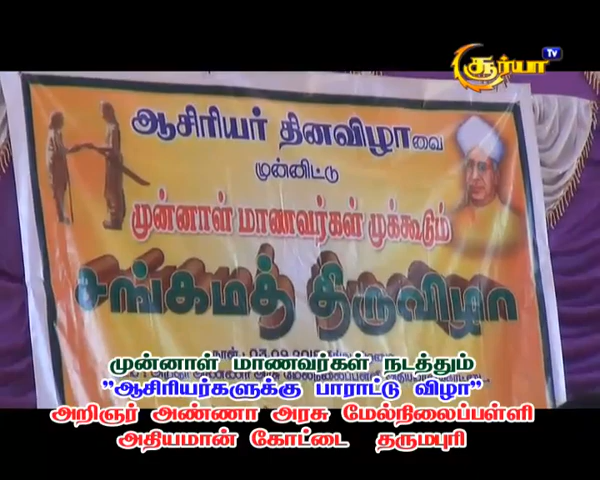 சூர்யா Tv
ஆசிரியர் தினவிழாவை
முன்னிட்டு
முன்னாள் மாணவர்கள் முக்கூடும்
சங்கமத் திருவிழா
முன்னாள் மாணவர்கள் நடத்தும்
"ஆசிரியர்களுக்கு பாராட்டு விழா"
அறிஞர் அண்ணா அரசு மேல்நிலைப்பள்ளி
அதியமான் கோட்டை தருமபுரி